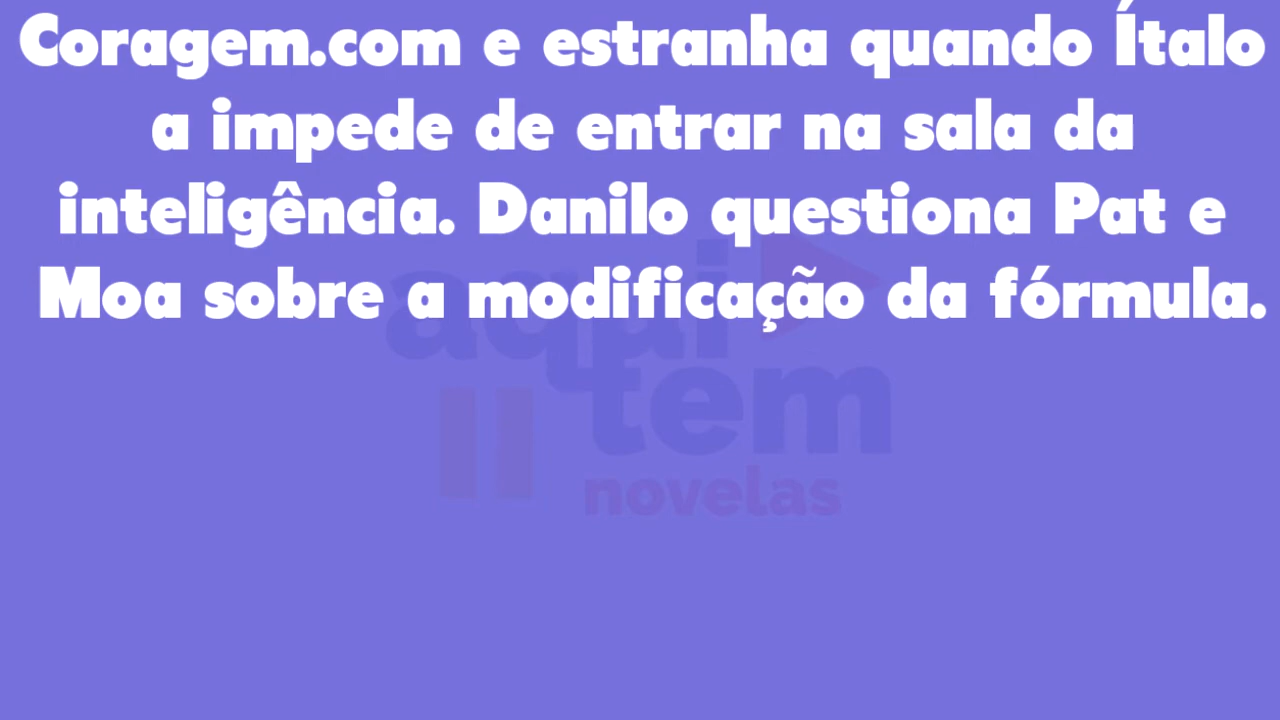 Coragem.com e estranha quando Ítalo
a impede de entrar na sala da
inteligência. Danilo questiona Pat e
Moa sobre a modificação da fórmula.
aqui
tem
novelas